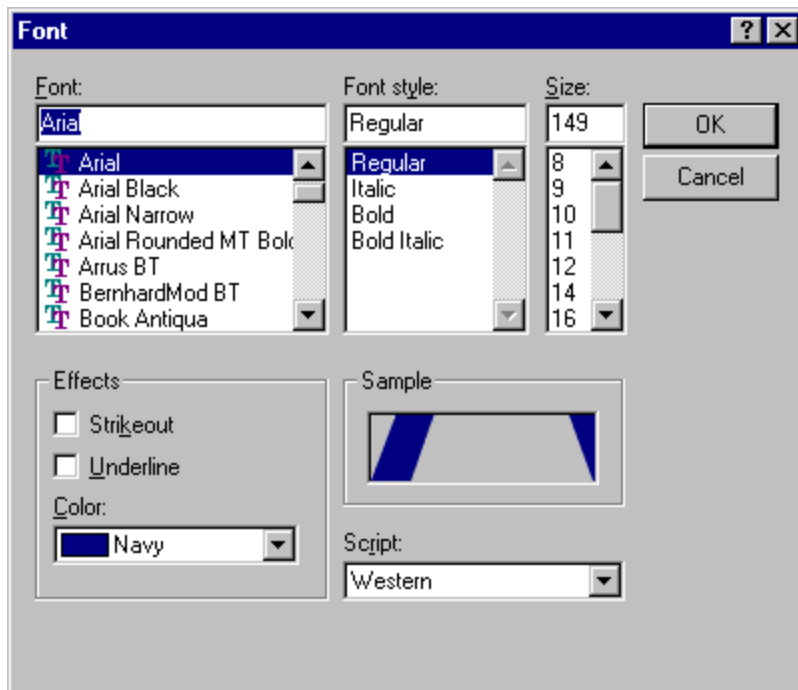 Font
Font:
Arial
Arial
Arial Black
Arial Narrow
Arial Rounded MT Bold
Arrus BT
BernhardMod BT
Book Antiqua
Font style:
Regular
Regular
Italic
Bold
Bold Italic
Size:
149
8
9
10
11
12
14
16
OK
Cancel
Effects
Strikeout
Underline
Color:
Navy
Sample
Script:
Western